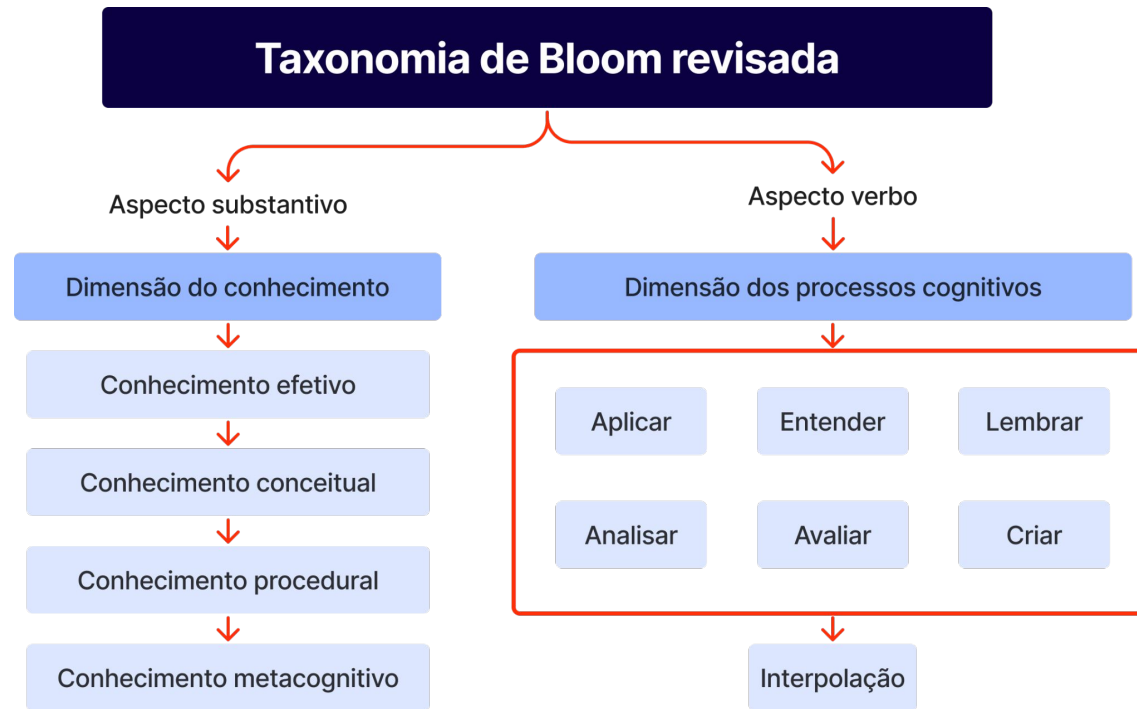 Taxonomia de Bloom revisada
Aspecto substantivo
Dimensão do conhecimento
Conhecimento efetivo
Conhecimento conceitual
Conhecimento procedural
Conhecimento metacognitivo
Aspecto verbo
Dimensão dos processos cognitivos
Aplicar
Entender
Lembrar
Analisar
Avaliar
Criar
Interpolação